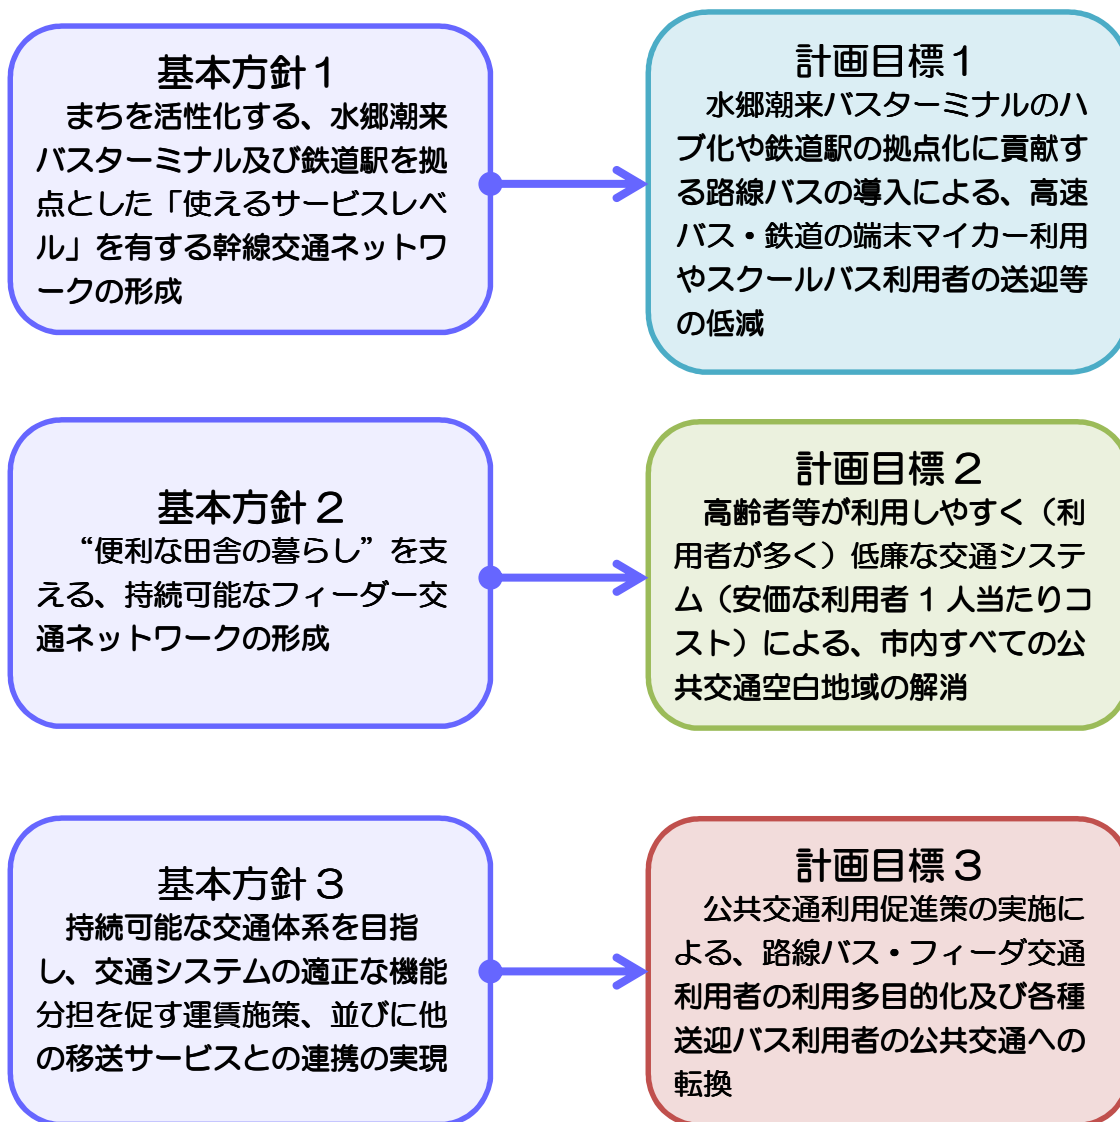 基本方針１
まちを活性化する、水郷潮来
バスターミナル及び鉄道駅を拠
点とした「使えるサービスレベ
ル」を有する幹線交通ネットワ
ークの形成
計画目標１
水郷潮来バスターミナルのハ
ブ化や鉄道駅の拠点化に貢献す
る路線バスの導入による、高速
バス・鉄道の端末マイカー利用
やスクールバス利用者の送迎等
の低減
基本方針２
“便利な田舎の暮らし”を支
える、持続可能なフィーダー交
通ネットワークの形成
計画目標２
高齢者等が利用しやすく（利
用者が多く）低廉な交通システ
ム（安価な利用者１人当たりコ
スト）による、市内すべての公
共交通空白地域の解消
基本方針３
持続可能な交通体系を目指
し、交通システムの適正な機能
分担を促す運賃施策、並びに他
の移送サービスとの連携の実現
計画目標３
公共交通利用促進策の実施に
よる、路線バス・フィーダ交通
利用者の利用多目的化及び各種
送迎バス利用者の公共交通への
転換